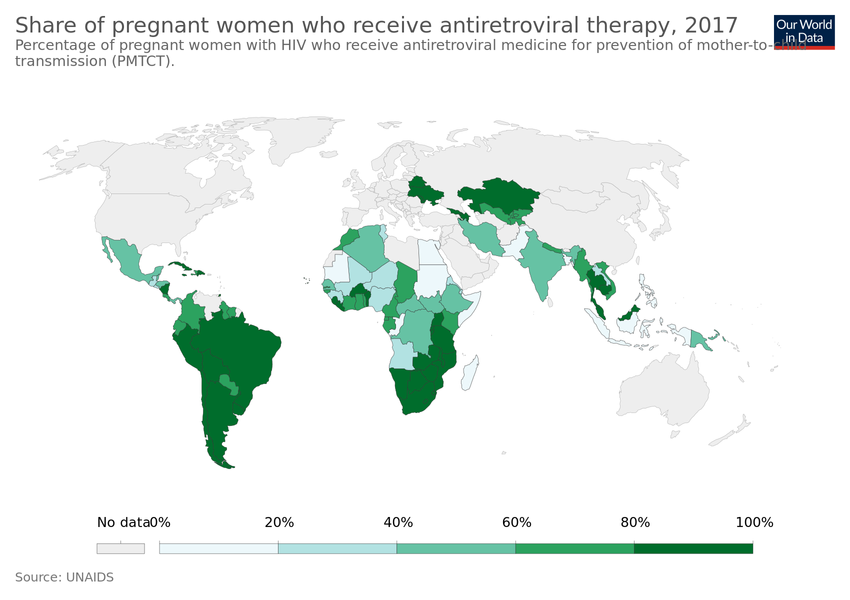 Share of pregnant women who receive antiretroviral therapy, 2017
Our World
in Data
Percentage of pregnant women with HIV who receive antiretroviral medicine for prevention of mother-to-child
transmission (PMTCT).
No data
0%
20%
40%
60%
80%
100%
Source: UNAIDS